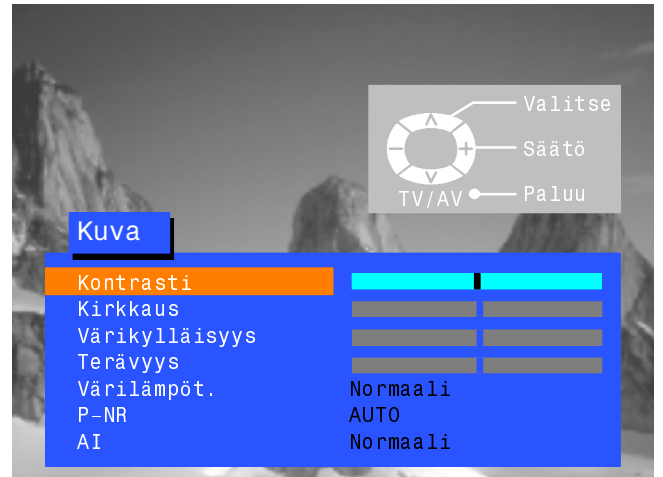 Valitse
Säätö
TV/AV Paluu
Kuva
Kontrasti
Kirkkaus
Värikylläisyys
Terävyys
Värilämpöt. Normaali
P-NR AUTO
AI Normaali